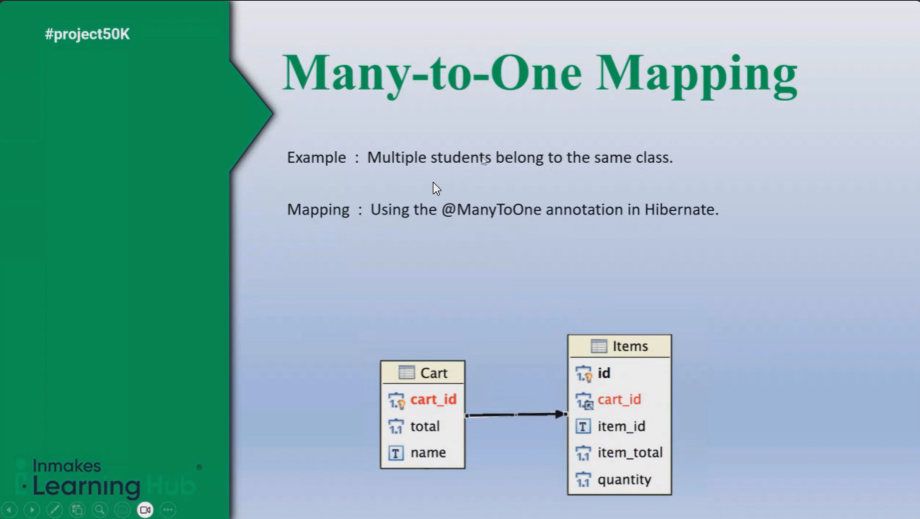 #project50K
Many-to-One Mapping
Example : Multiple students belong to the same class.
Mapping : Using the @ManyToOne annotation in Hibernate.
Cart
cart_id
total
name
Items
id
cart_id
item_id
item_total
quantity
Inmakes
Learning Hub